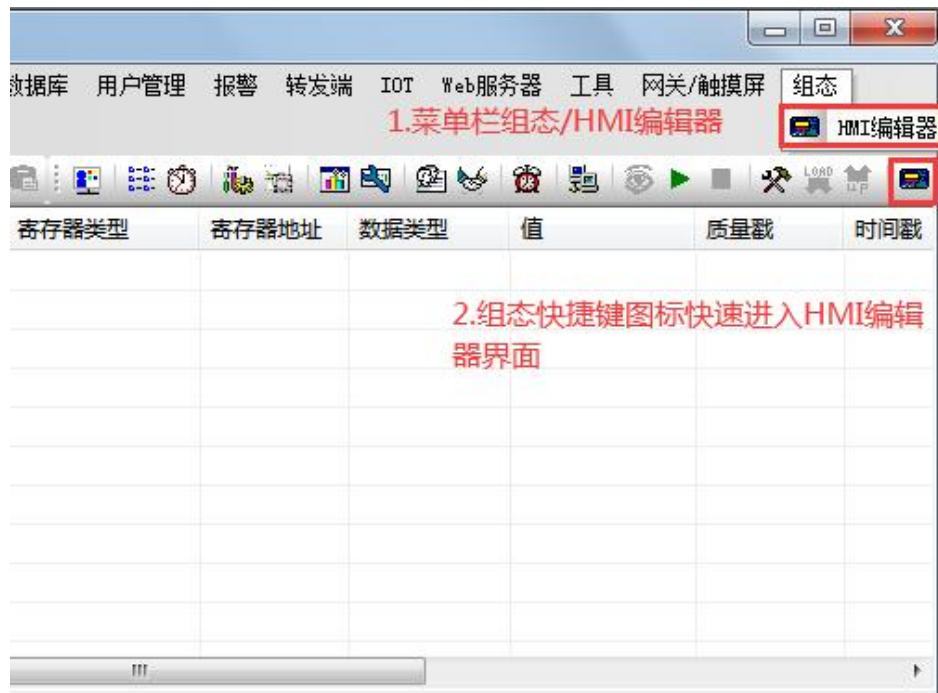 数据库 用户管理 报警 转发端 IOT Web服务器 工具 网关/触摸屏 组态
1.菜单栏组态/HMI编辑器
HMI编辑器
LOAD
UP
寄存器类型 寄存器地址 数据类型 值 质量戳 时间戳
2.组态快捷键图标快速进入HMI编辑
器界面